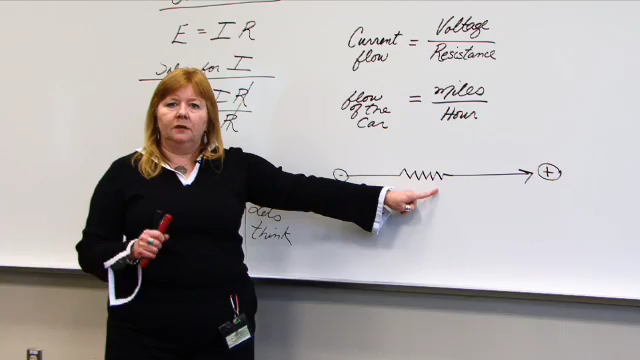 E = I R
Solve for I
I R
R
Lets
think
Current flow = Voltage / Resistance
flow of the Car = miles / Hour
- +